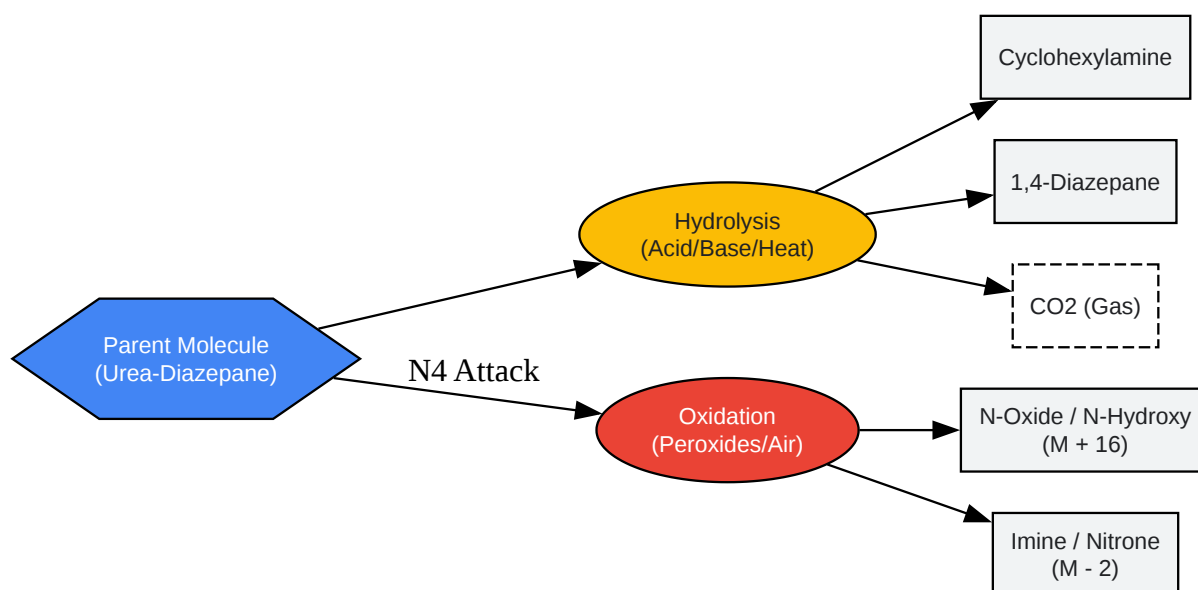 Cyclohexylamine
1,4-Diazepane
Hydrolysis
(Acid/Base/Heat)
CO2 (Gas)
Parent Molecule
(Urea-Diazepane)
N4 Attack
Oxidation
(Peroxides/Air)
N-Oxide / N-Hydroxy
(M + 16)
Imine / Nitrone
(M - 2)